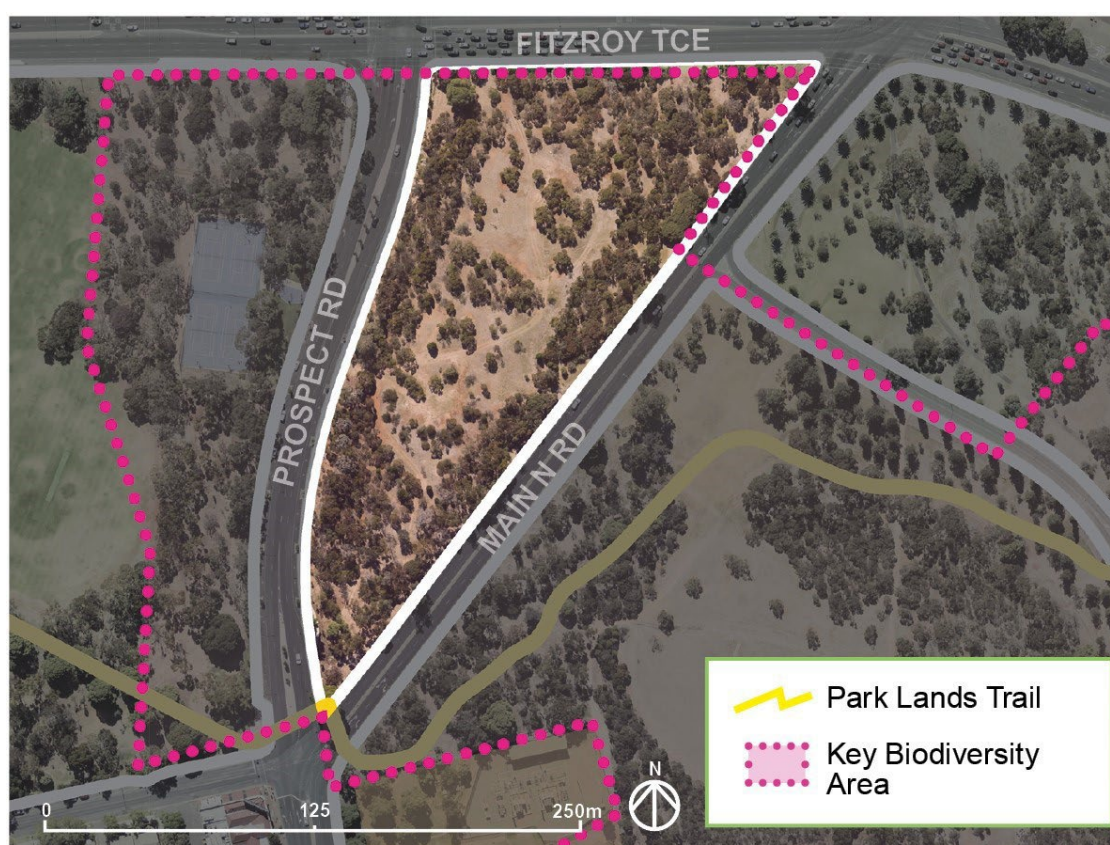 FITZROY TCE
PROSPECT RD
MAIN N RD
Park Lands Trail
Key Biodiversity
Area
N
0 125 250m